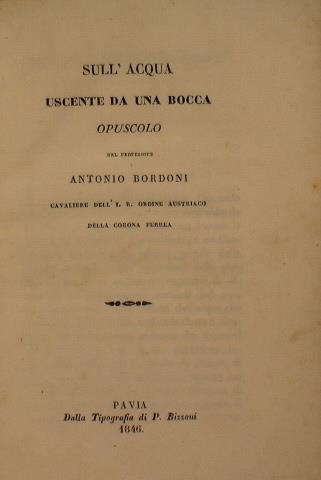 SULL' ACQUA
USCENTE DA UNA BOCCA
OPUSCOLO
DEL PROFESSORE
ANTONIO BORDONI
CAVALIERE DELL' I. R. ORDINE AUSTRIACO
DELLA CORONA FERREA
PAVIA
Dalla Tipografia di P. Bizzoni
1846.